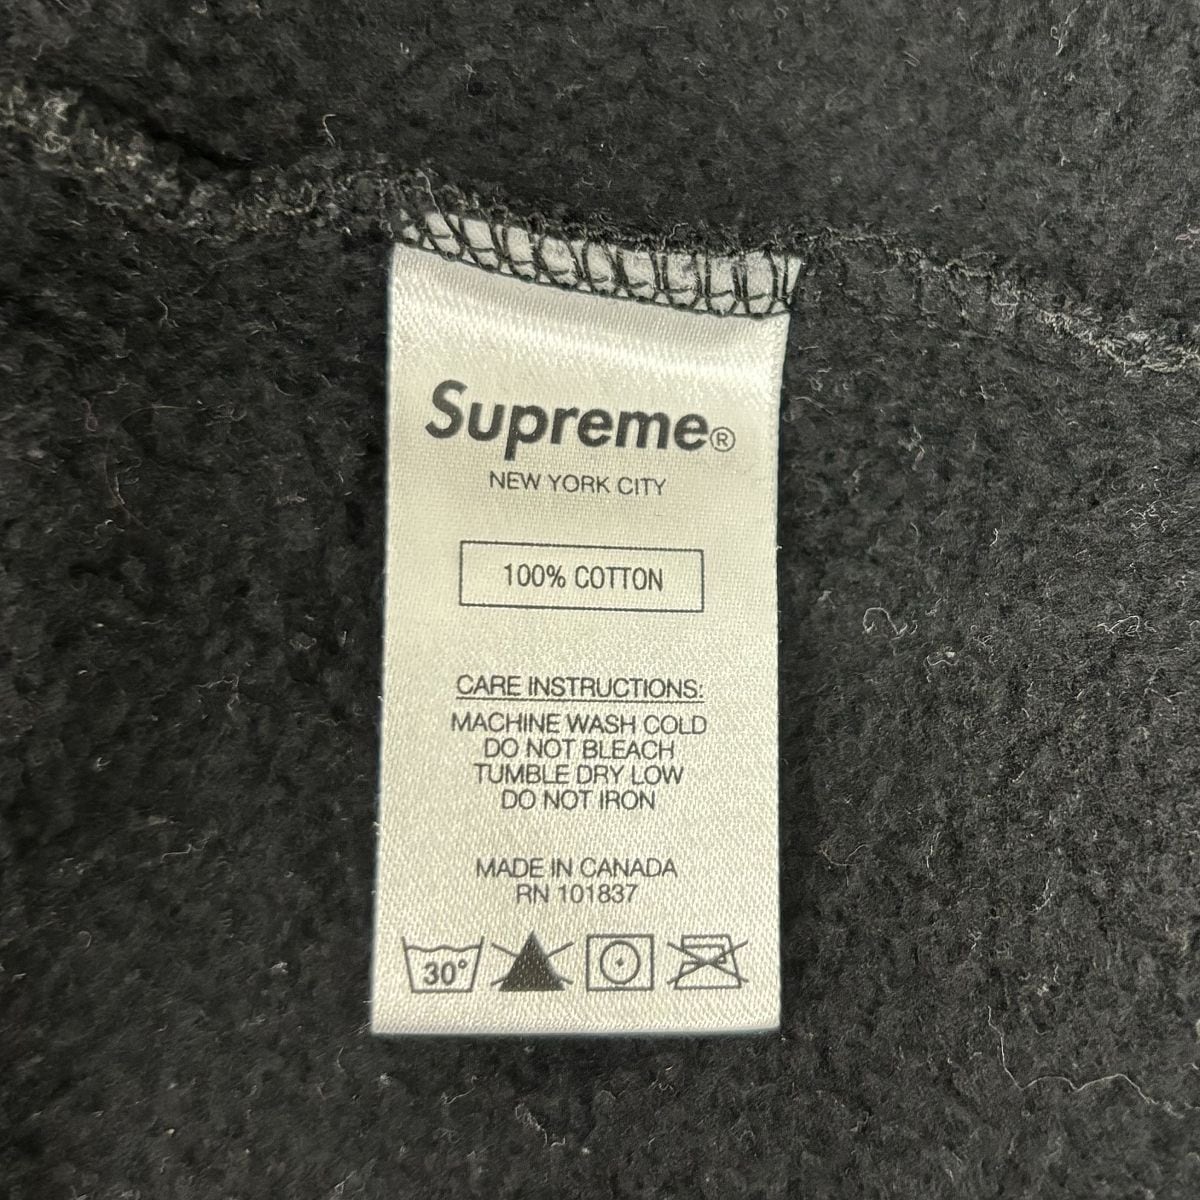 Supreme®
NEW YORK CITY
100% COTTON
CARE INSTRUCTIONS:
MACHINE WASH COLD
DO NOT BLEACH
TUMBLE DRY LOW
DO NOT IRON
MADE IN CANADA
RN 101837
30°